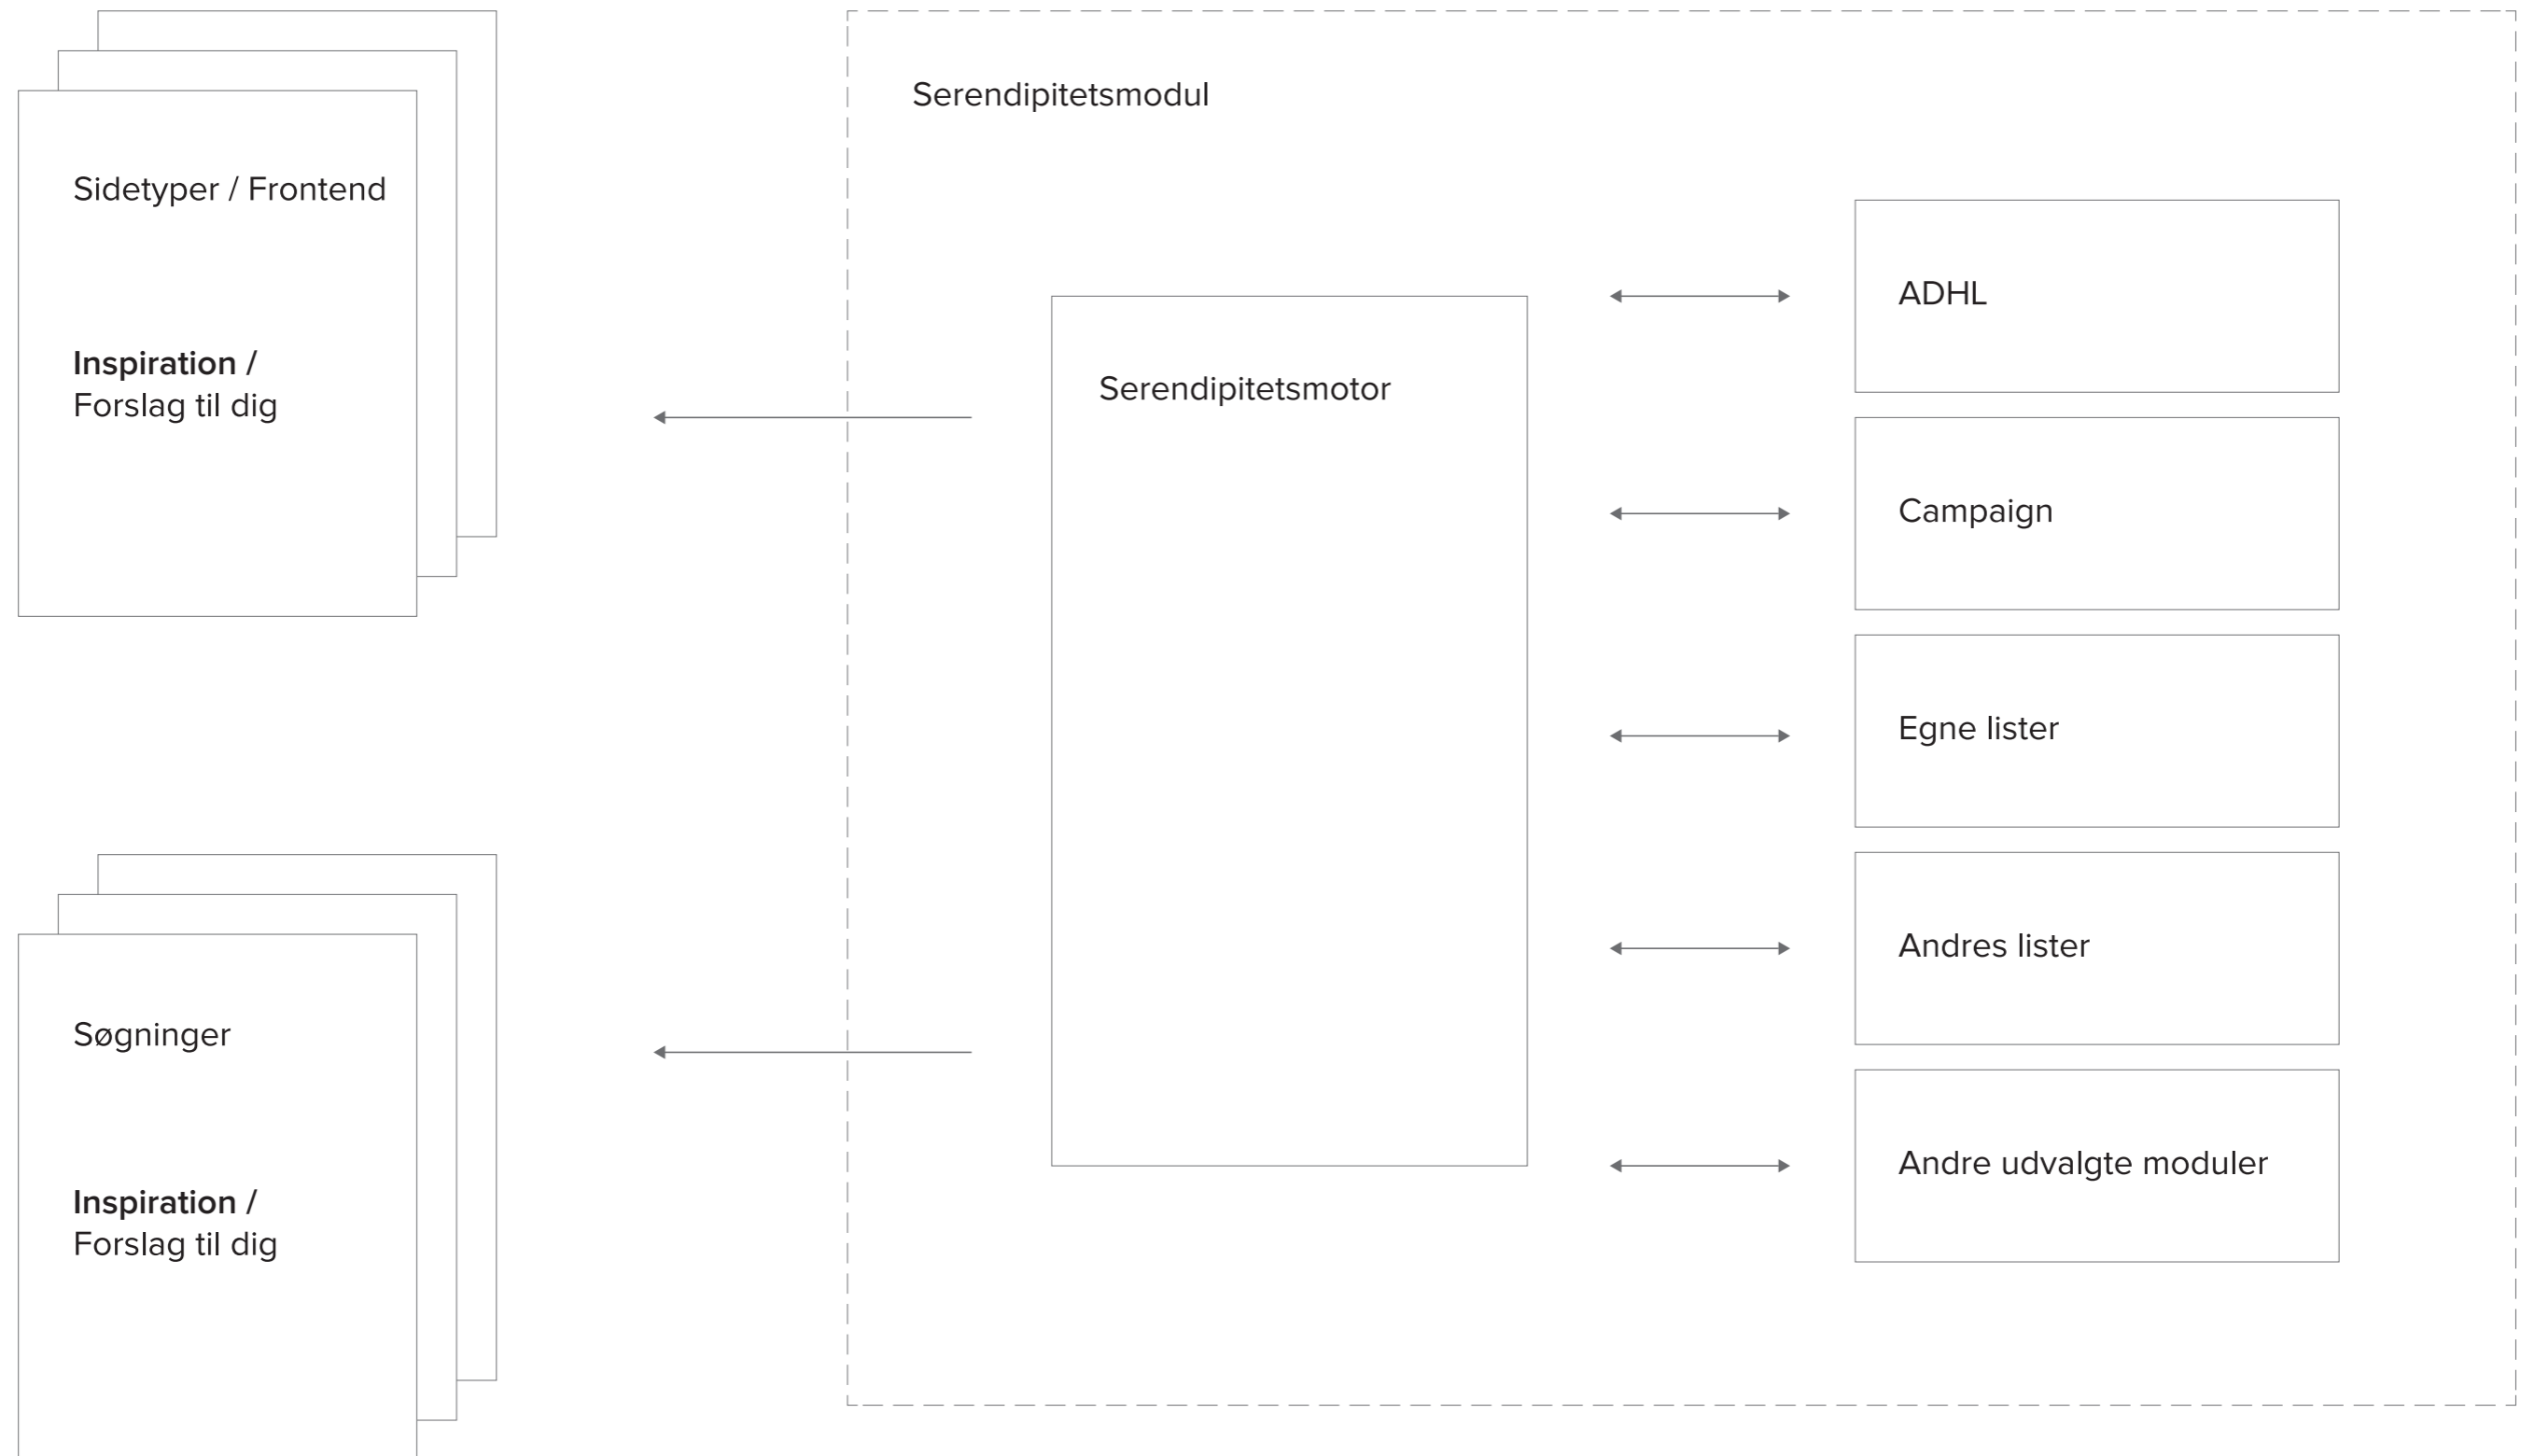 Sidetyper / Frontend
Inspiration /
Forslag til dig
Søgninger
Inspiration /
Forslag til dig
Serendipitetsmodul
Serendipitetsmotor
ADHL
Campaign
Egne lister
Andres lister
Andre udvalgte moduler